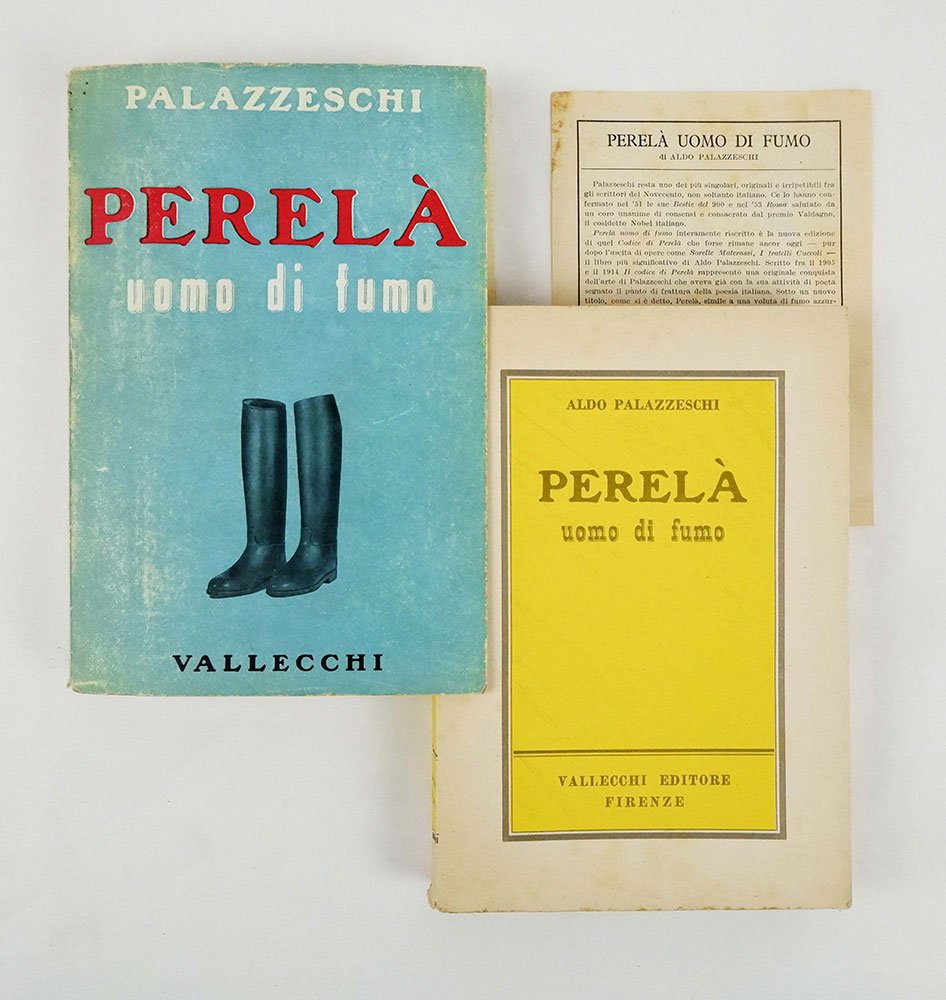 PALAZZESCHI
PERELÀ
uomo di fumo
VALLECCHI
PERELÀ UOMO DI FUMO
di ALDO PALAZZESCHI
Palazzeschi resta uno dei più singolari, originali e irripetibili fra
gli scrittori del Novecento, non soltanto italiano. Ce lo hanno con-
fermato nel '51 le sue Bestie del 900 e nel '53 Roma salutato da
un coro unanime di consensi e consacrato dal premio Valdagno,
il cosidetto Nobel italiano.
Perelà uomo di fumo interamente riscritto è la nuova edizione
di quel Codice di Perelà che forse rimane ancor oggi — pur
dopo l'uscita di opere come Sorelle Materassi, I fratelli Cuccoli —
il libro più significativo di Aldo Palazzeschi. Scritto fra il 1905
e il 1914 Il codice di Perelà rappresentò una originale conquista
dell'arte di Palazzeschi che aveva già con la sua attività di poeta
segnato il punto di frattura della poesia italiana. Sotto un nuovo
titolo, come si è detto, Perelà, simile a una voluta di fumo azzur-
ALDO PALAZZESCHI
PERELÀ
uomo di fumo
VALLECCHI EDITORE
FIRENZE